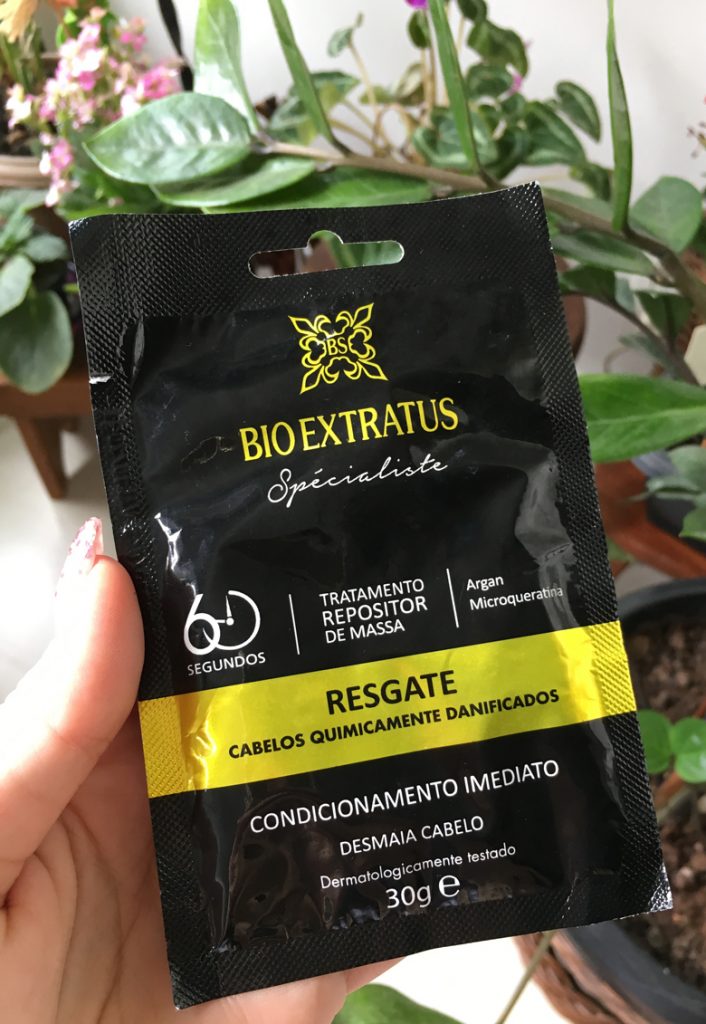 BS
BIO EXTRATUS
Spécialiste
60
SEGUNDOS
TRATAMENTO
REPOSITOR
DE MASSA
Argan
Microqueratina
RESGATE
CABELOS QUIMICAMENTE DANIFICADOS
CONDICIONAMENTO IMEDIATO
DESMAIA CABELO
Dermatologicamente testado
30g e